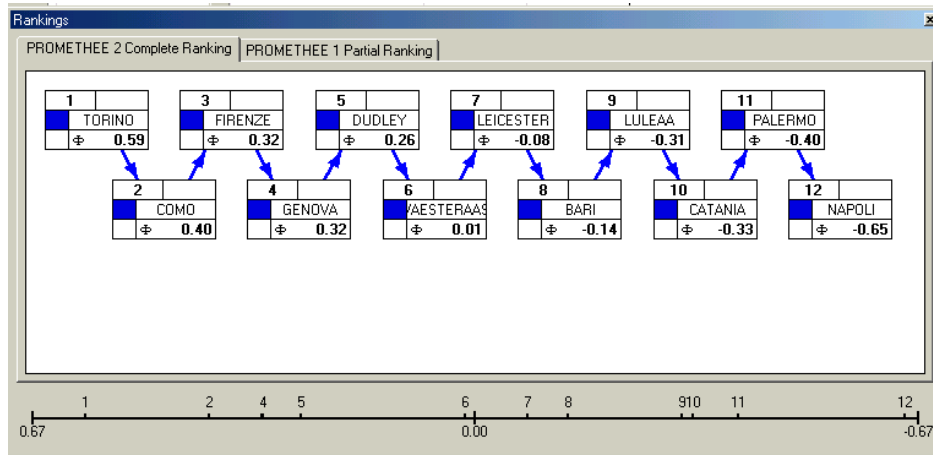 Rankings
PROMETHEE 2 Complete Ranking PROMETHEE 1 Partial Ranking
1 3 5 7 9 11
TORINO FIRENZE DUDLEY LEICESTER LULEAA PALERMO
Φ 0.59 Φ 0.32 Φ 0.26 Φ -0.08 Φ -0.31 Φ -0.40
2 4 6 8 10 12
COMO GENOVA VAESTERAAS BARI CATANIA NAPOLI
Φ 0.40 Φ 0.32 Φ 0.01 Φ -0.14 Φ -0.33 Φ -0.65
1 2 4 5 6 7 8 910 11 12
0.67 0.00 -0.67